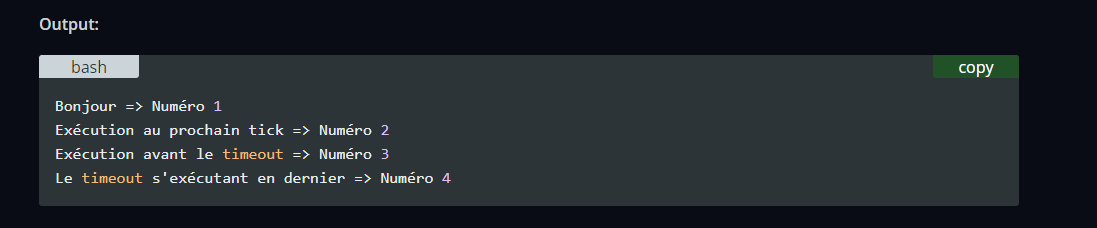 Output:
bash
copy
Bonjour => Numéro 1
Exécution au prochain tick => Numéro 2
Exécution avant le timeout => Numéro 3
Le timeout s'exécutant en dernier => Numéro 4